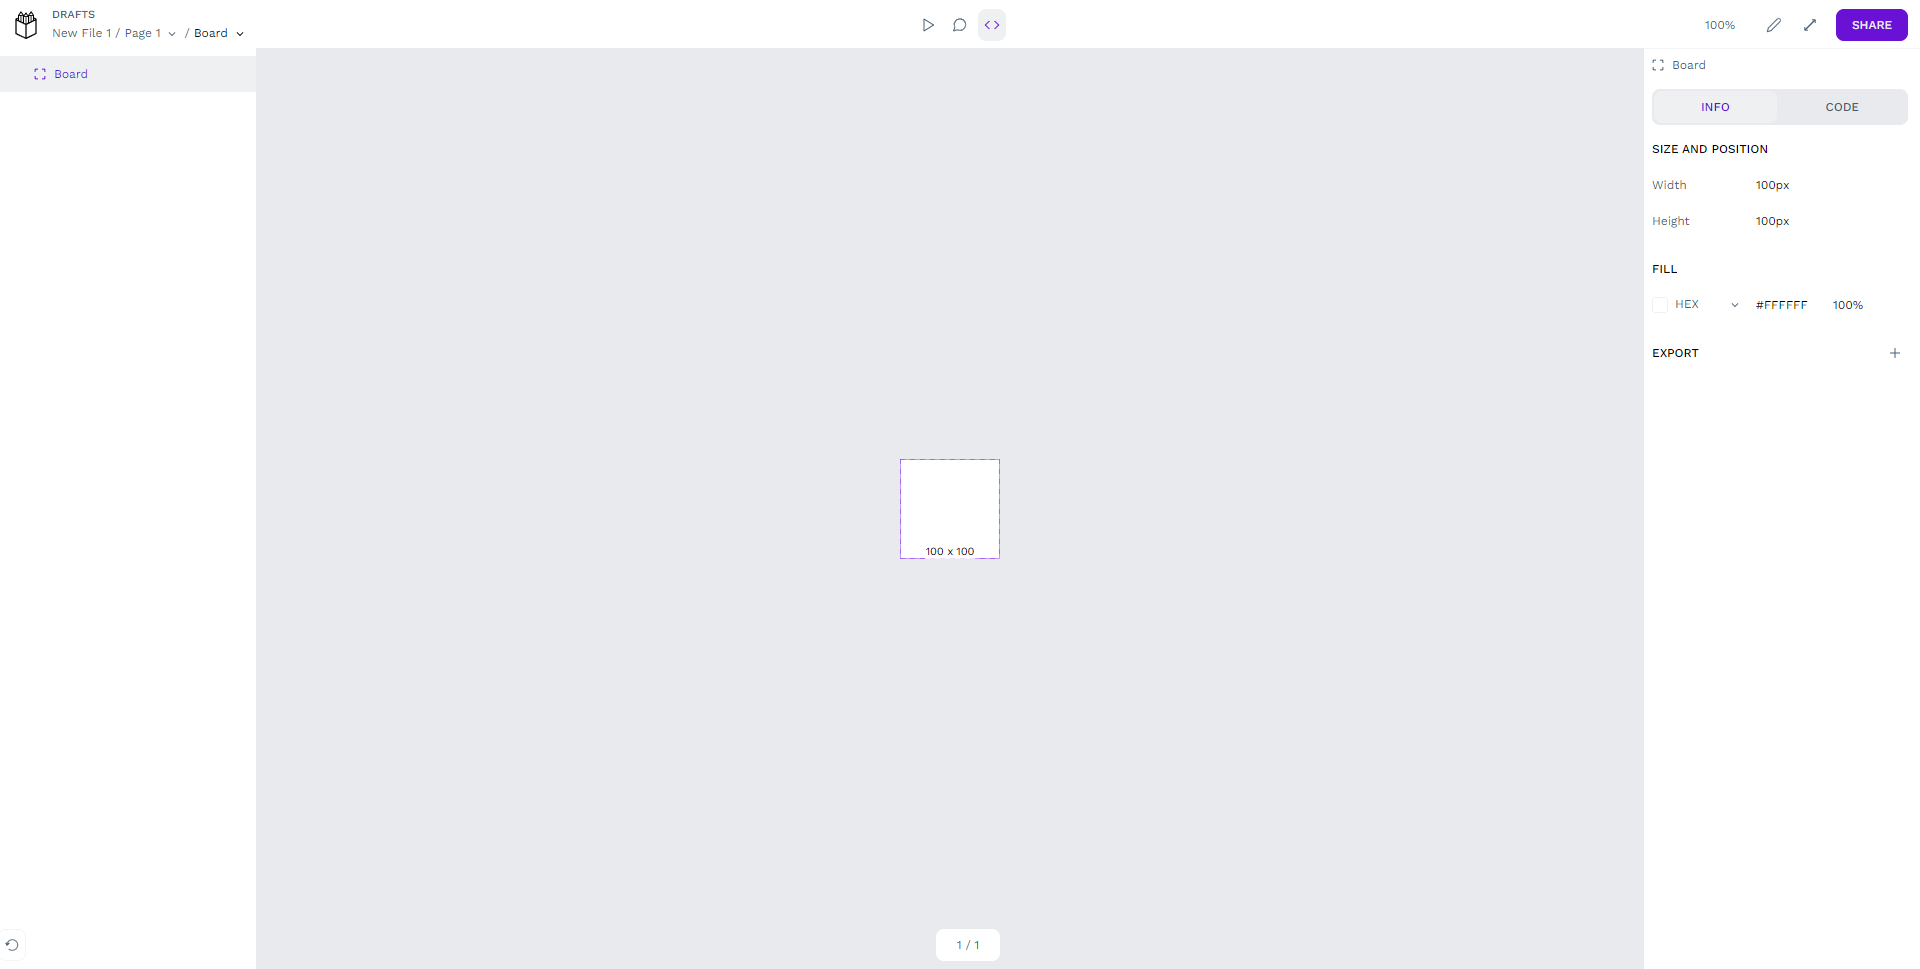 DRAFTS
New File 1 / Page 1 / Board
100%
SHARE
Board
Board
INFO
CODE
SIZE AND POSITION
Width 100px
Height 100px
FILL
HEX #FFFFFF 100%
EXPORT
100 x 100
1 / 1